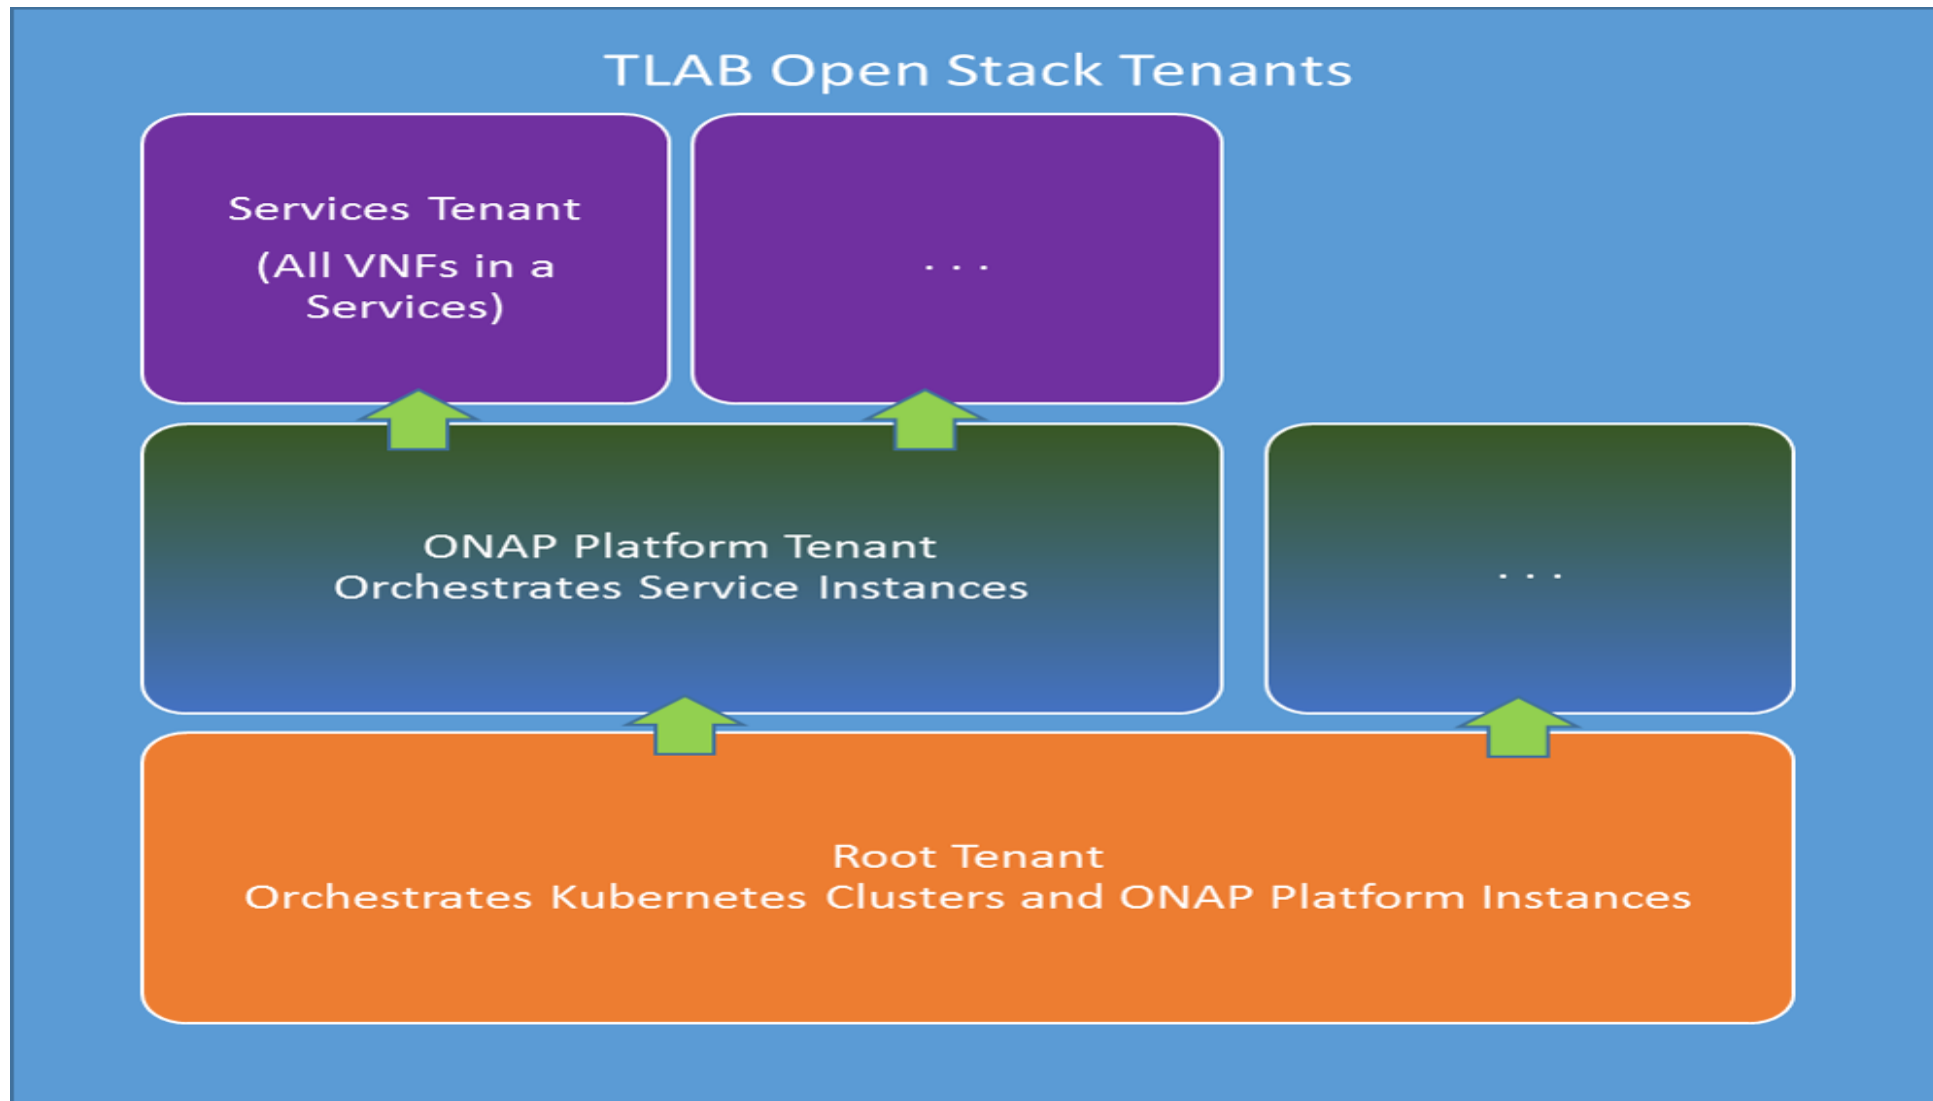 TLAB Open Stack Tenants
Services Tenant
(All VNFs in a
Services)
. . .
ONAP Platform Tenant
Orchestrates Service Instances
. . .
Root Tenant
Orchestrates Kubernetes Clusters and ONAP Platform Instances